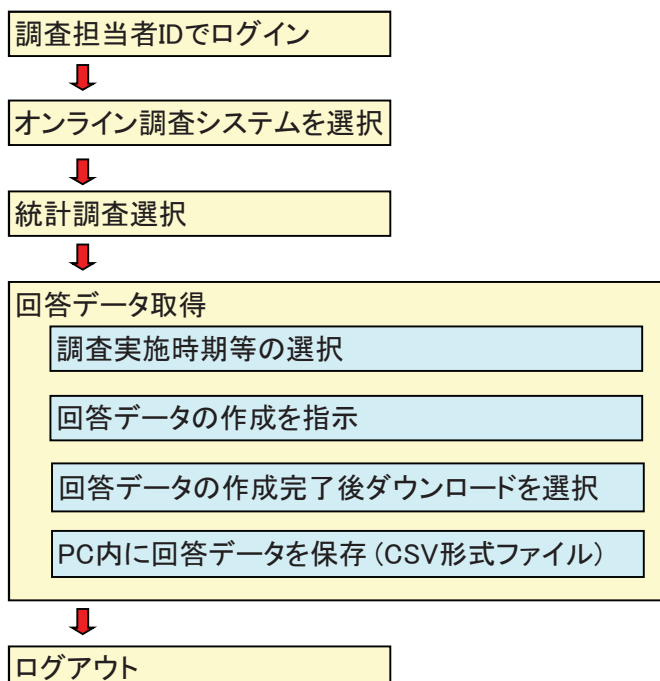 調査担当者IDでログイン
オンライン調査システムを選択
統計調査選択
回答データ取得
調査実施時期等の選択
回答データの作成を指示
回答データの作成完了後ダウンロードを選択
PC内に回答データを保存（CSV形式ファイル）
ログアウト